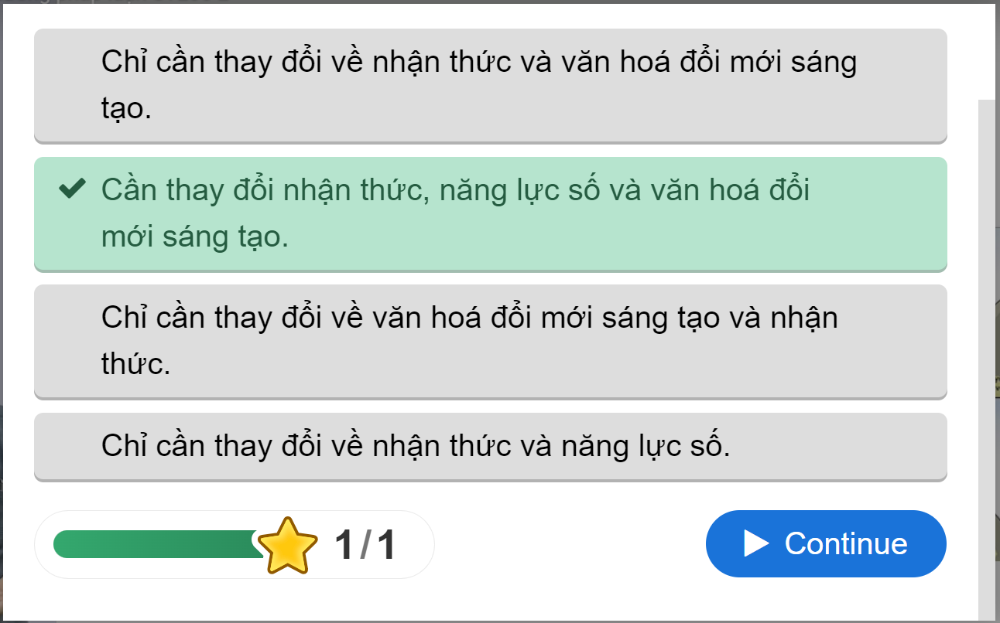 Chỉ cần thay đổi về nhận thức và văn hoá đổi mới sáng
tạo.
Cần thay đổi nhận thức, năng lực số và văn hoá đổi
mới sáng tạo.
Chỉ cần thay đổi về văn hoá đổi mới sáng tạo và nhận
thức.
Chỉ cần thay đổi về nhận thức và năng lực số.
1/1
Continue